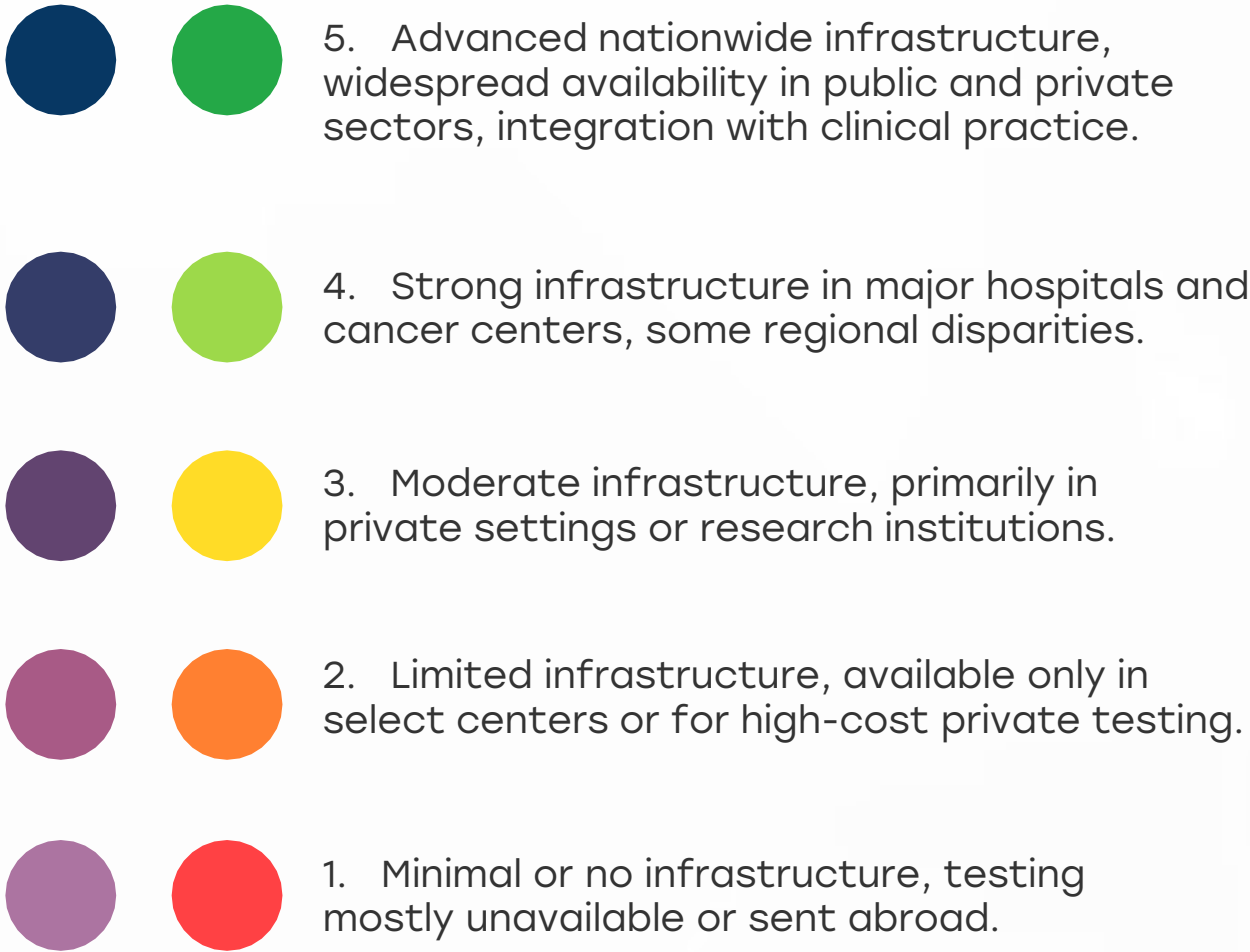 5. Advanced nationwide infrastructure,
widespread availability in public and private
sectors, integration with clinical practice.
4. Strong infrastructure in major hospitals and
cancer centers, some regional disparities.
3. Moderate infrastructure, primarily in
private settings or research institutions.
2. Limited infrastructure, available only in
select centers or for high-cost private testing.
1. Minimal or no infrastructure, testing
mostly unavailable or sent abroad.